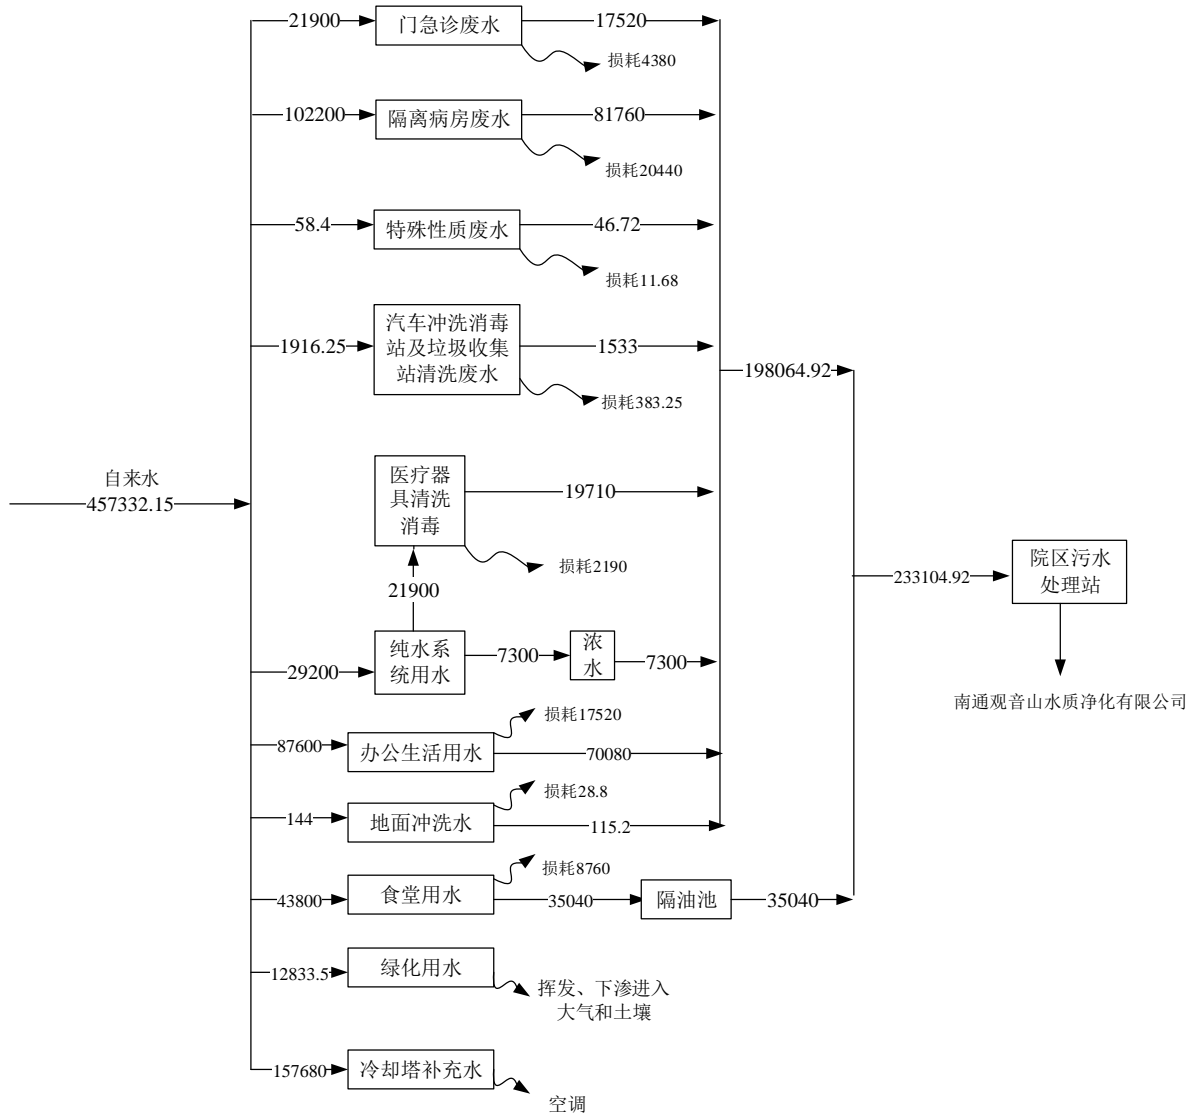 21900
门急诊废水
17520
损耗4380
102200
隔离病房废水
81760
损耗20440
58.4
特殊性质废水
46.72
损耗11.68
1916.25
汽车冲洗消毒
站及垃圾收集
站清洗废水
1533
损耗383.25
198064.92
自来水
457332.15
医疗器
具清洗
消毒
19710
损耗2190
21900
29200
纯水系
统用水
7300
浓
水
7300
233104.92
院区污水
处理站
南通观音山水质净化有限公司
87600
办公生活用水
损耗17520
70080
144
地面冲洗水
损耗28.8
115.2
43800
食堂用水
损耗8760
35040
隔油池
35040
12833.5
绿化用水
挥发、下渗进入
大气和土壤
157680
冷却塔补充水
空调